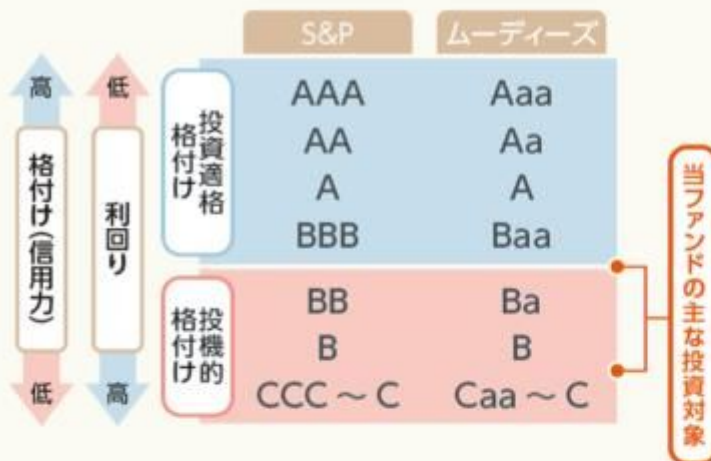 S&P ムーディーズ
高
格付け(信用力)
低
低
利回り
高
投資適格
格付け
AAA Aaa
AA Aa
A A
BBB Baa
投機的
格付け
BB Ba
B B
CCC ～ C Caa ～ C
当ファンドの主な投資対象